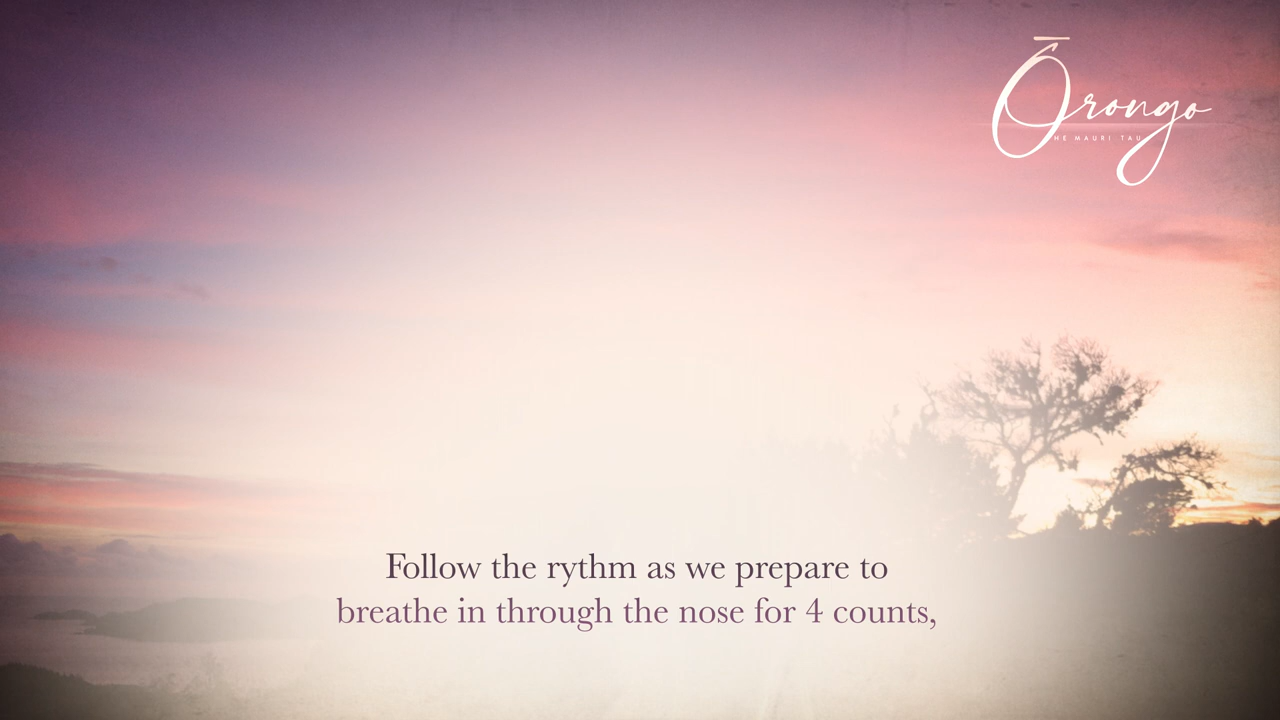 Ōrongo
HE MAURI TAU
Follow the rythm as we prepare to
breathe in through the nose for 4 counts,